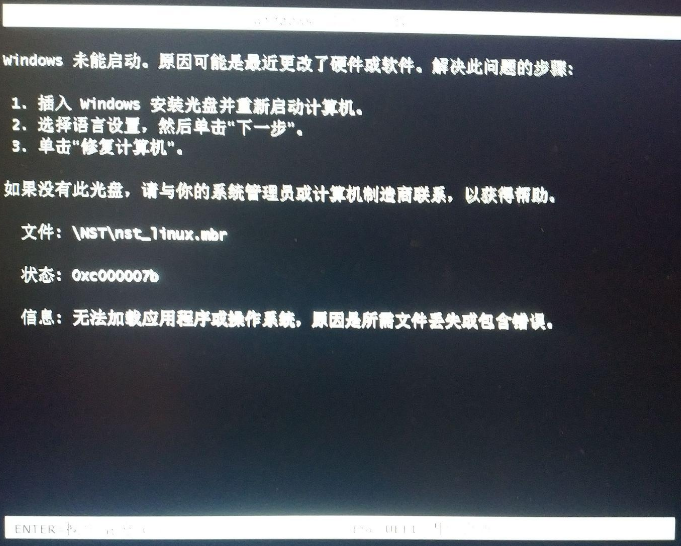 Windows 未能启动。原因可能是最近更改了硬件或软件。解决此问题的步骤:
1. 插入 Windows 安装光盘并重新启动计算机。
2. 选择语言设置，然后单击"下一步"。
3. 单击"修复计算机"。
如果没有此光盘，请与你的系统管理员或计算机制造商联系，以获得帮助。
文件: \NST\nst_linux.mbr
状态: 0xc000007b
信息: 无法加载应用程序或操作系统，原因是所需文件丢失或包含错误。
ENTER